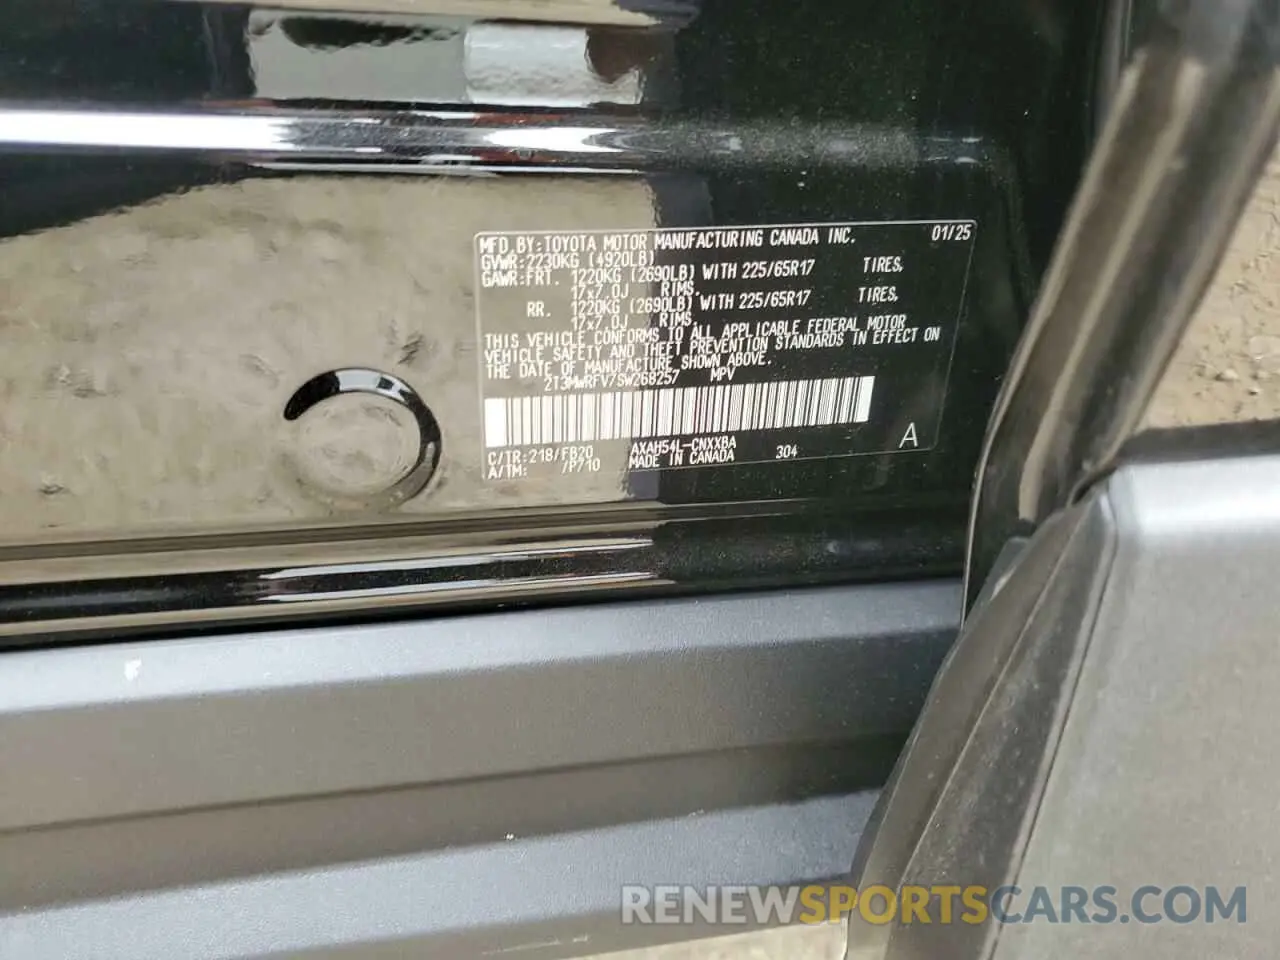 MFD. BY: TOYOTA MOTOR MANUFACTURING CANADA INC. 01/25
GVWR: 2230KG (4920LB)
GAWR: FRT. 1220KG (2690LB) WITH 225/65R17 TIRES,
17x7.0J RIMS.
RR. 1220KG (2690LB) WITH 225/65R17 TIRES,
17x7.0J RIMS.
THIS VEHICLE CONFORMS TO ALL APPLICABLE FEDERAL MOTOR
VEHICLE SAFETY AND THEFT PREVENTION STANDARDS IN EFFECT ON
THE DATE OF MANUFACTURE SHOWN ABOVE.
2T3MWRFV7SW268257 MPV
C/TR: 218/FB20 AXAH54L-CNXXBA 304 A
A/TM: /P710 MADE IN CANADA
RENEWSPORTSCARS.COM